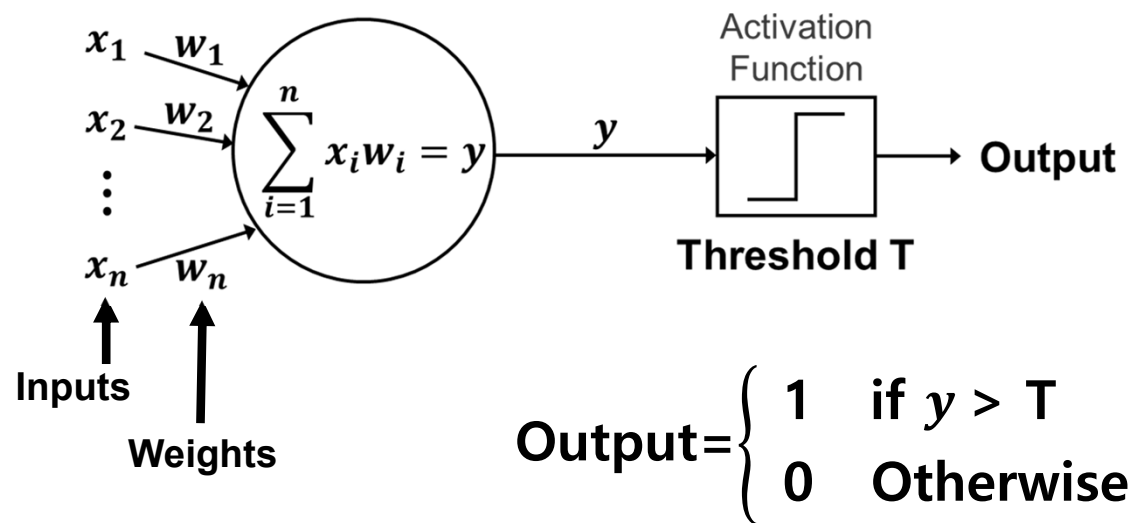 x₁ w₁
x₂ w₂
⋮
xₙ wₙ
Inputs
Weights
n
∑ xᵢwᵢ = y
i=1
y
Activation
Function
Threshold T
Output
Output= { 1 if y > T
0 Otherwise